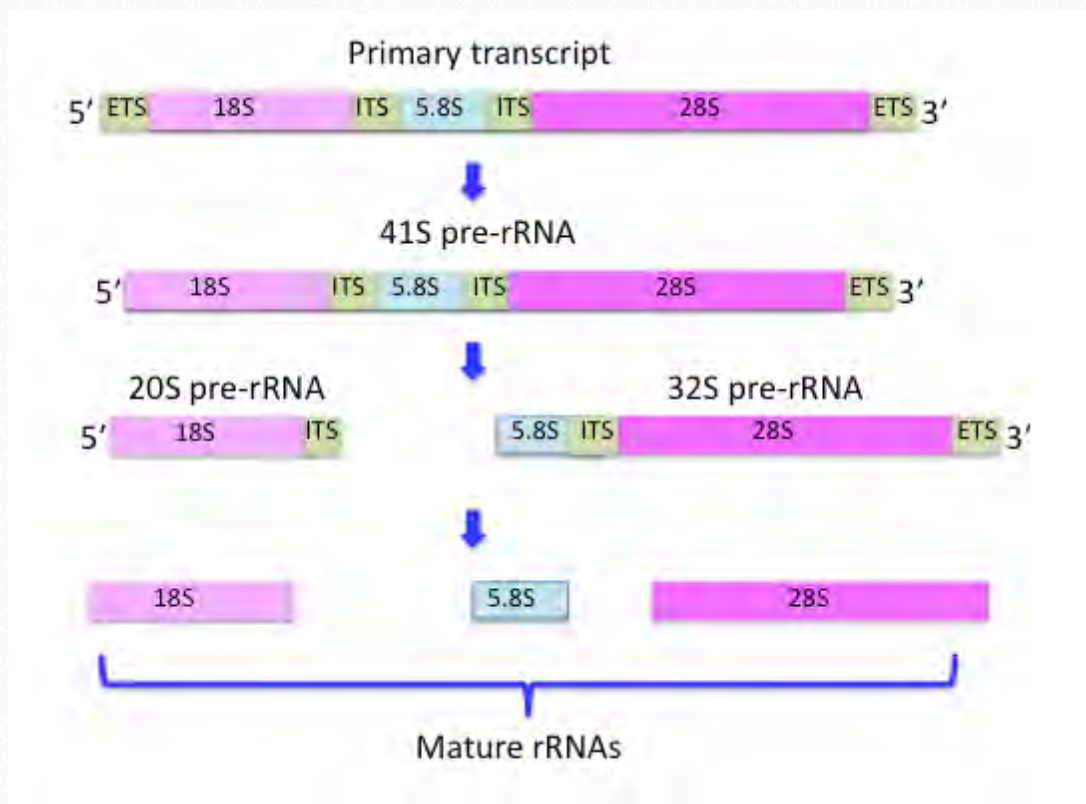 Primary transcript
5′ ETS 18S ITS 5.8S ITS 28S ETS 3′
41S pre-rRNA
5′ 18S ITS 5.8S ITS 28S ETS 3′
20S pre-rRNA 32S pre-rRNA
5′ 18S ITS 5.8S ITS 28S ETS 3′
18S 5.8S 28S
Mature rRNAs